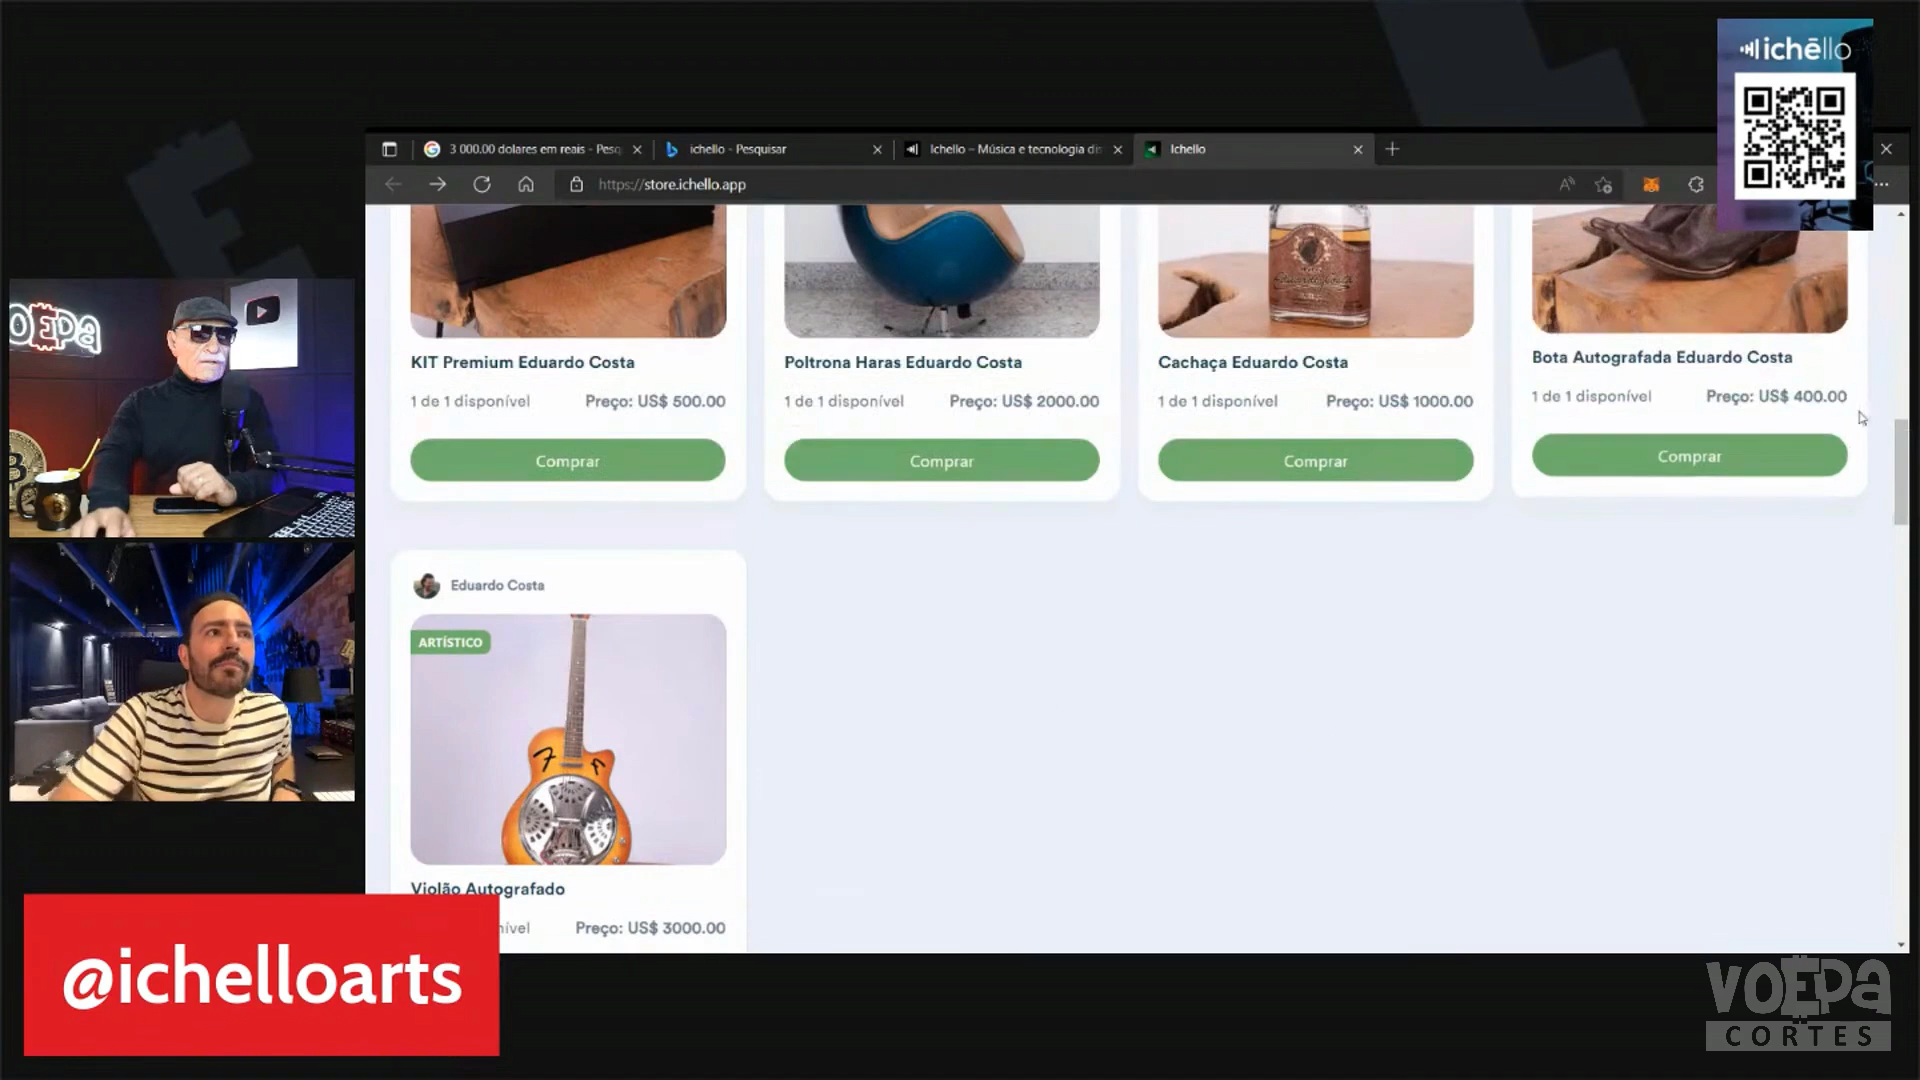 ichēllo
3 000.00 dolares em reais - Pesq
ichello - Pesquisar
Ichello – Música e tecnologia dis
Ichello
https://store.ichello.app
VOEPA
KIT Premium Eduardo Costa
1 de 1 disponível
Preço: US$ 500.00
Comprar
Poltrona Haras Eduardo Costa
1 de 1 disponível
Preço: US$ 2000.00
Comprar
Cachaça Eduardo Costa
1 de 1 disponível
Preço: US$ 1000.00
Comprar
Bota Autografada Eduardo Costa
1 de 1 disponível
Preço: US$ 400.00
Comprar
Eduardo Costa
ARTÍSTICO
Violão Autografado
nível
Preço: US$ 3000.00
@ichelloarts
VOEPA
CORTES